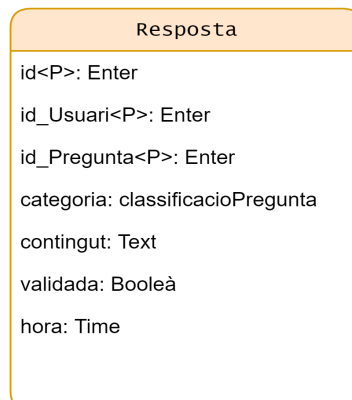 Resposta
id<P>: Enter
id_Usuari<P>: Enter
id_Pregunta<P>: Enter
categoria: classificacioPregunta
contingut: Text
validada: Booleà
hora: Time